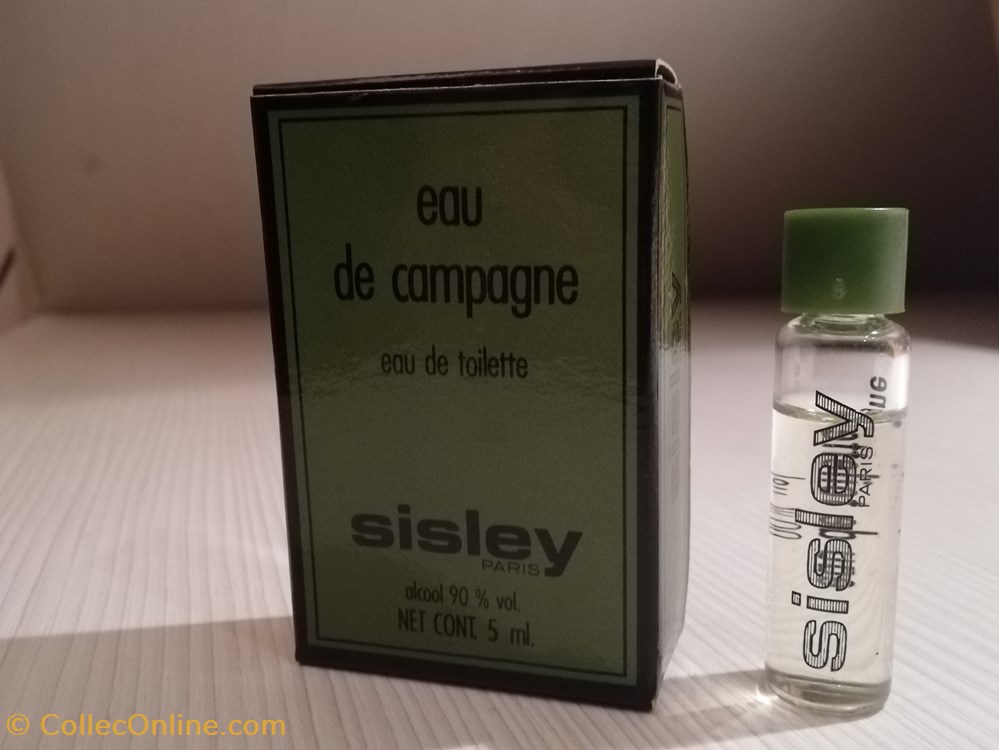 eau
de campagne
eau de toilette
sisley
PARIS
alcool 90 % vol.
NET CONT. 5 ml.
sisley
PARIS
© CollecOnline.com